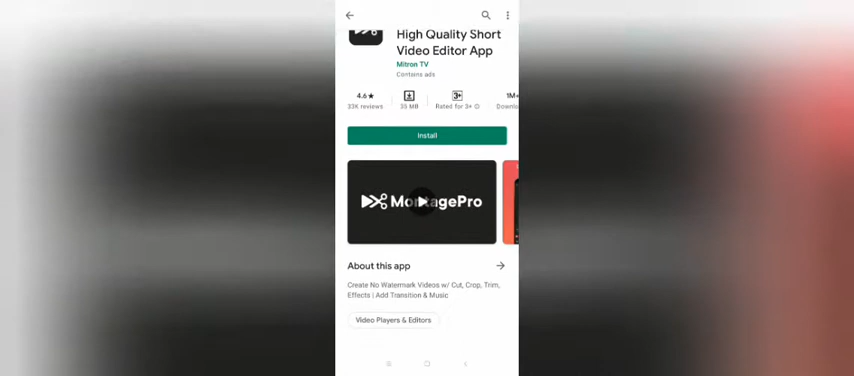 High Quality Short
Video Editor App
Mitron TV
Contains ads
4.6★
33K reviews
35 MB
3+
Rated for 3+
1M+
Install
MontagePro
About this app
Create No Watermark Videos w/ Cut, Crop, Trim,
Effects | Add Transition & Music
Video Players & Editors